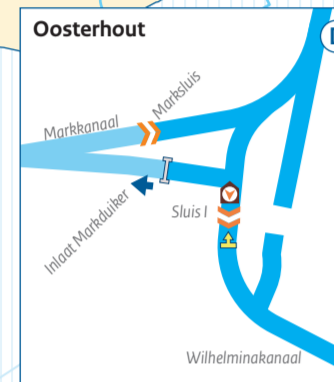 Oosterhout
Marksluis
Markkanaal
Sluis I
Inlaat Markduiker
Wilhelminakanaal